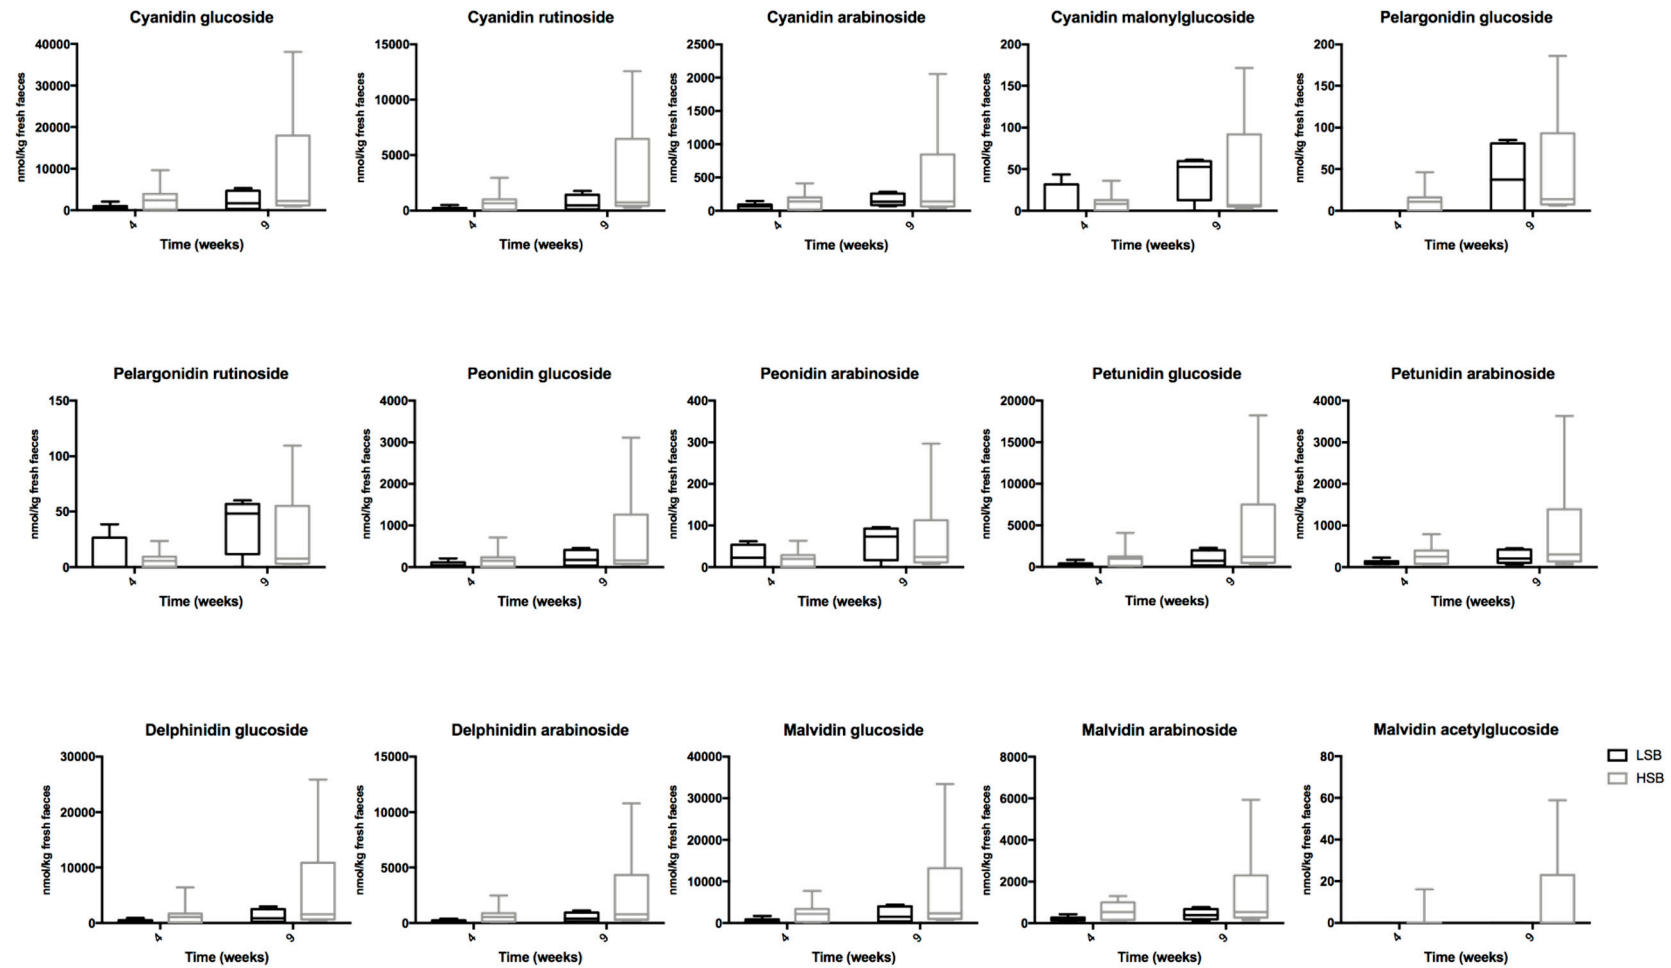 Cyanidin glucoside
nmol/kg fresh faeces
40000
30000
20000
10000
0
4
9
Time (weeks)
Cyanidin rutinoside
nmol/kg fresh faeces
15000
10000
5000
0
4
9
Time (weeks)
Cyanidin arabinoside
nmol/kg fresh faeces
2500
2000
1500
1000
500
0
4
9
Time (weeks)
Cyanidin malonylglucoside
nmol/kg fresh faeces
200
150
100
50
0
4
9
Time (weeks)
Pelargonidin glucoside
nmol/kg fresh faeces
200
150
100
50
0
4
9
Time (weeks)
Pelargonidin rutinoside
nmol/kg fresh faeces
150
100
50
0
4
9
Time (weeks)
Peonidin glucoside
nmol/kg fresh faeces
4000
3000
2000
1000
0
4
9
Time (weeks)
Peonidin arabinoside
nmol/kg fresh faeces
400
300
200
100
0
4
9
Time (weeks)
Petunidin glucoside
nmol/kg fresh faeces
20000
15000
10000
5000
0
4
9
Time (weeks)
Petunidin arabinoside
nmol/kg fresh faeces
4000
3000
2000
1000
0
4
9
Time (weeks)
Delphinidin glucoside
nmol/kg fresh faeces
30000
20000
10000
0
4
9
Time (weeks)
Delphinidin arabinoside
nmol/kg fresh faeces
15000
10000
5000
0
4
9
Time (weeks)
Malvidin glucoside
nmol/kg fresh faeces
40000
30000
20000
10000
0
4
9
Time (weeks)
Malvidin arabinoside
nmol/kg fresh faeces
8000
6000
4000
2000
0
4
9
Time (weeks)
Malvidin acetylglucoside
nmol/kg fresh faeces
80
60
40
20
0
4
9
Time (weeks)
LSB
HSB